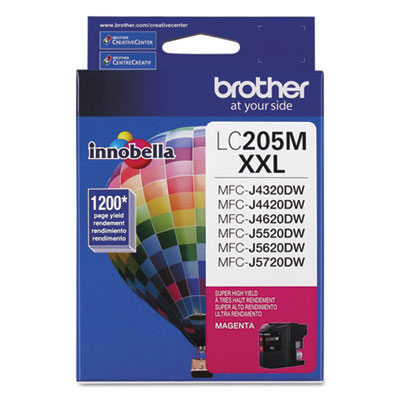 BROTHER
CREATIVECENTER
BROTHER
CENTRECRÉATIF
www.brother.com/creativecenter
brother
at your side
innobella
1200*
page yield
rendement
rendimiento
rendimento
LC205M
XXL
MFC-J4320DW
MFC-J4420DW
MFC-J4620DW
MFC-J5520DW
MFC-J5620DW
MFC-J5720DW
SUPER HIGH YIELD
À TRÈS HAUT RENDEMENT
SUPER ALTO RENDIMIENTO
ULTRA RENDIMENTO
MAGENTA